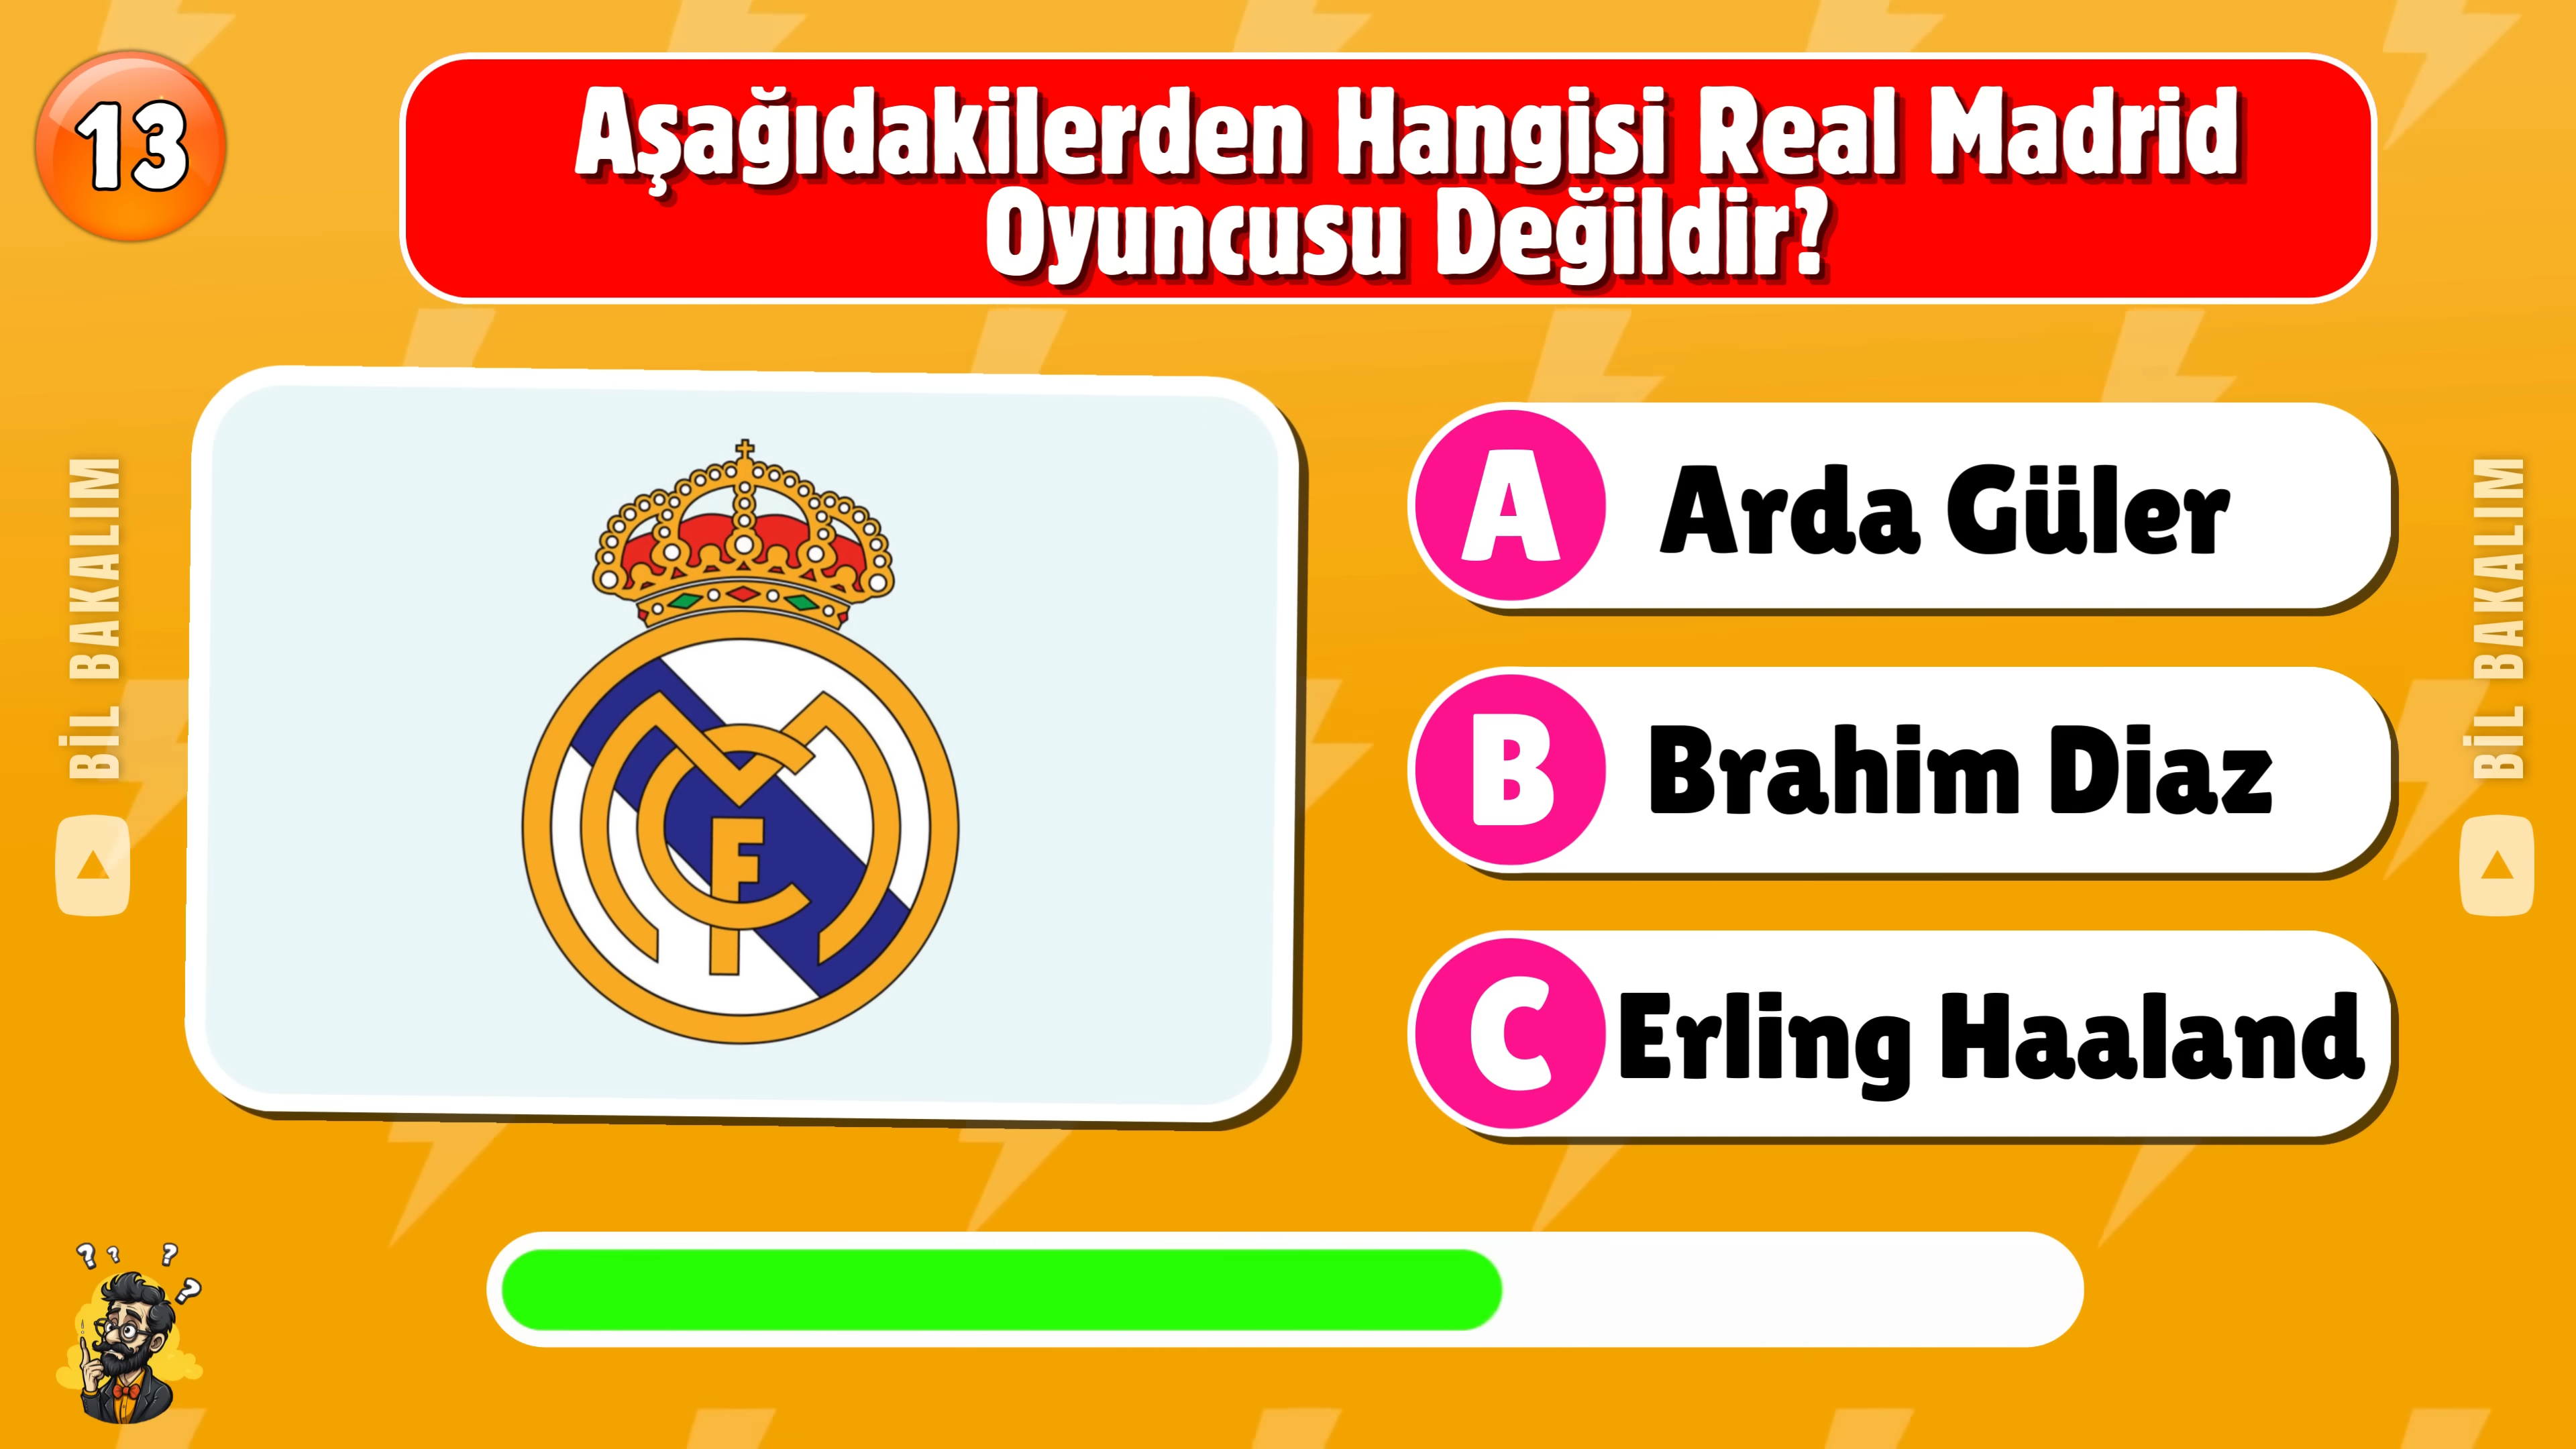 13
Aşağıdakilerden Hangisi Real Madrid
Oyuncusu Değildir?
BİL BAKALIM
A Arda Güler
B Brahim Diaz
C Erling Haaland
BİL BAKALIM
? ? ? ?